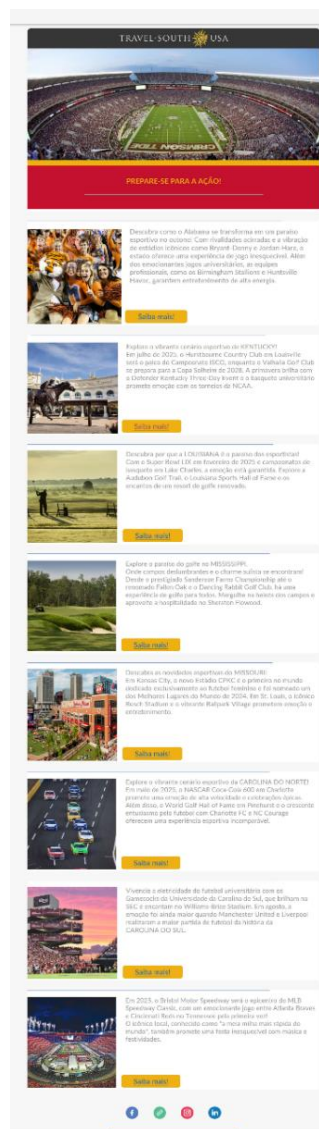 TRAVEL SOUTH USA
CRIMSON TIDE
PREPARE-SE PARA A AÇÃO!
Descubra como o Alabama se transforma em um paraíso
esportivo no outono: Com rivalidades acirradas e a vibração
de estádios icônicos como Bryant-Denny e Jordan-Hare, o
estado oferece uma experiência de jogo inesquecível. Além
dos emocionantes jogos universitários, as equipes
profissionais, como os Birmingham Stallions e Huntsville
Havoc, garantem entretenimento de alta energia.
Saiba mais!
Explore o vibrante cenário esportivo de KENTUCKY!
Em julho de 2025, o Hurstbourne Country Club em Louisville
será o palco do Campeonato ISCO, enquanto o Valhalla Golf Club
se prepara para a Copa Solheim de 2028. A primavera brilha com
o Defender Kentucky Three-Day Event e o basquete universitário
promete emoção com os torneios de NCAA.
Saiba mais!
Descubra por que a LOUISIANA é o paraíso dos esportistas!
Com o Super Bowl LIX em fevereiro de 2025 e campeonatos de
basquete em Lake Charles, a emoção está garantida. Explore a
Audubon Golf Trail, o Louisiana Sports Hall of Fame e os
encantos de um resort de golfe renovado.
Saiba mais!
Explore o paraíso do golfe no MISSISSIPPI.
Onde campos deslumbrantes e o charme sulista se encontram!
Desde o prestigiado Sanderson Farms Championship até o
renomado Fallen Oak e o Dancing Rabbit Golf Club, há uma
experiência de golfe para todos. Mergulhe na beleza dos campos e
aproveite a hospitalidade no Sheraton Flowood.
Saiba mais!
Descubra as novidades esportivas do MISSOURI.
Em Kansas City, o novo Estádio CPKC é o primeiro no mundo
dedicado exclusivamente ao futebol feminino e foi nomeado um
dos Melhores Lugares do Mundo de 2024. Em St. Louis, o icônico
Busch Stadium e o vibrante Ballpark Village prometem emoção e
entretenimento.
Saiba mais!
Explore o vibrante cenário esportivo da CAROLINA DO NORTE!
Em maio de 2025, o NASCAR Coca-Cola 600 em Charlotte
promete uma emoção de alta velocidade e celebrações épicas.
Além disso, o World Golf Hall of Fame em Pinehurst e o crescente
entusiasmo pelo futebol com Charlotte FC e NC Courage
oferecem uma experiência esportiva incomparável.
Saiba mais!
Vivencie a eletricidade do futebol universitário com os
Gamecocks da Universidade da Carolina do Sul, que brilham na
SEC e encantam no Williams-Brice Stadium. Em agosto, a
emoção foi ainda maior quando Manchester United e Liverpool
realizaram a maior partida de futebol da história da
CAROLINA DO SUL.
Saiba mais!
Em 2025, o Bristol Motor Speedway será o epicentro do MLB
Speedway Classic, com um emocionante jogo entre Atlanta Braves
e Cincinnati Reds no Tennessee pela primeira vez!
O icônico local, conhecido como "a meia milha mais rápida do
mundo", também promete uma festa inesquecível com música e
festividades.
Saiba mais!